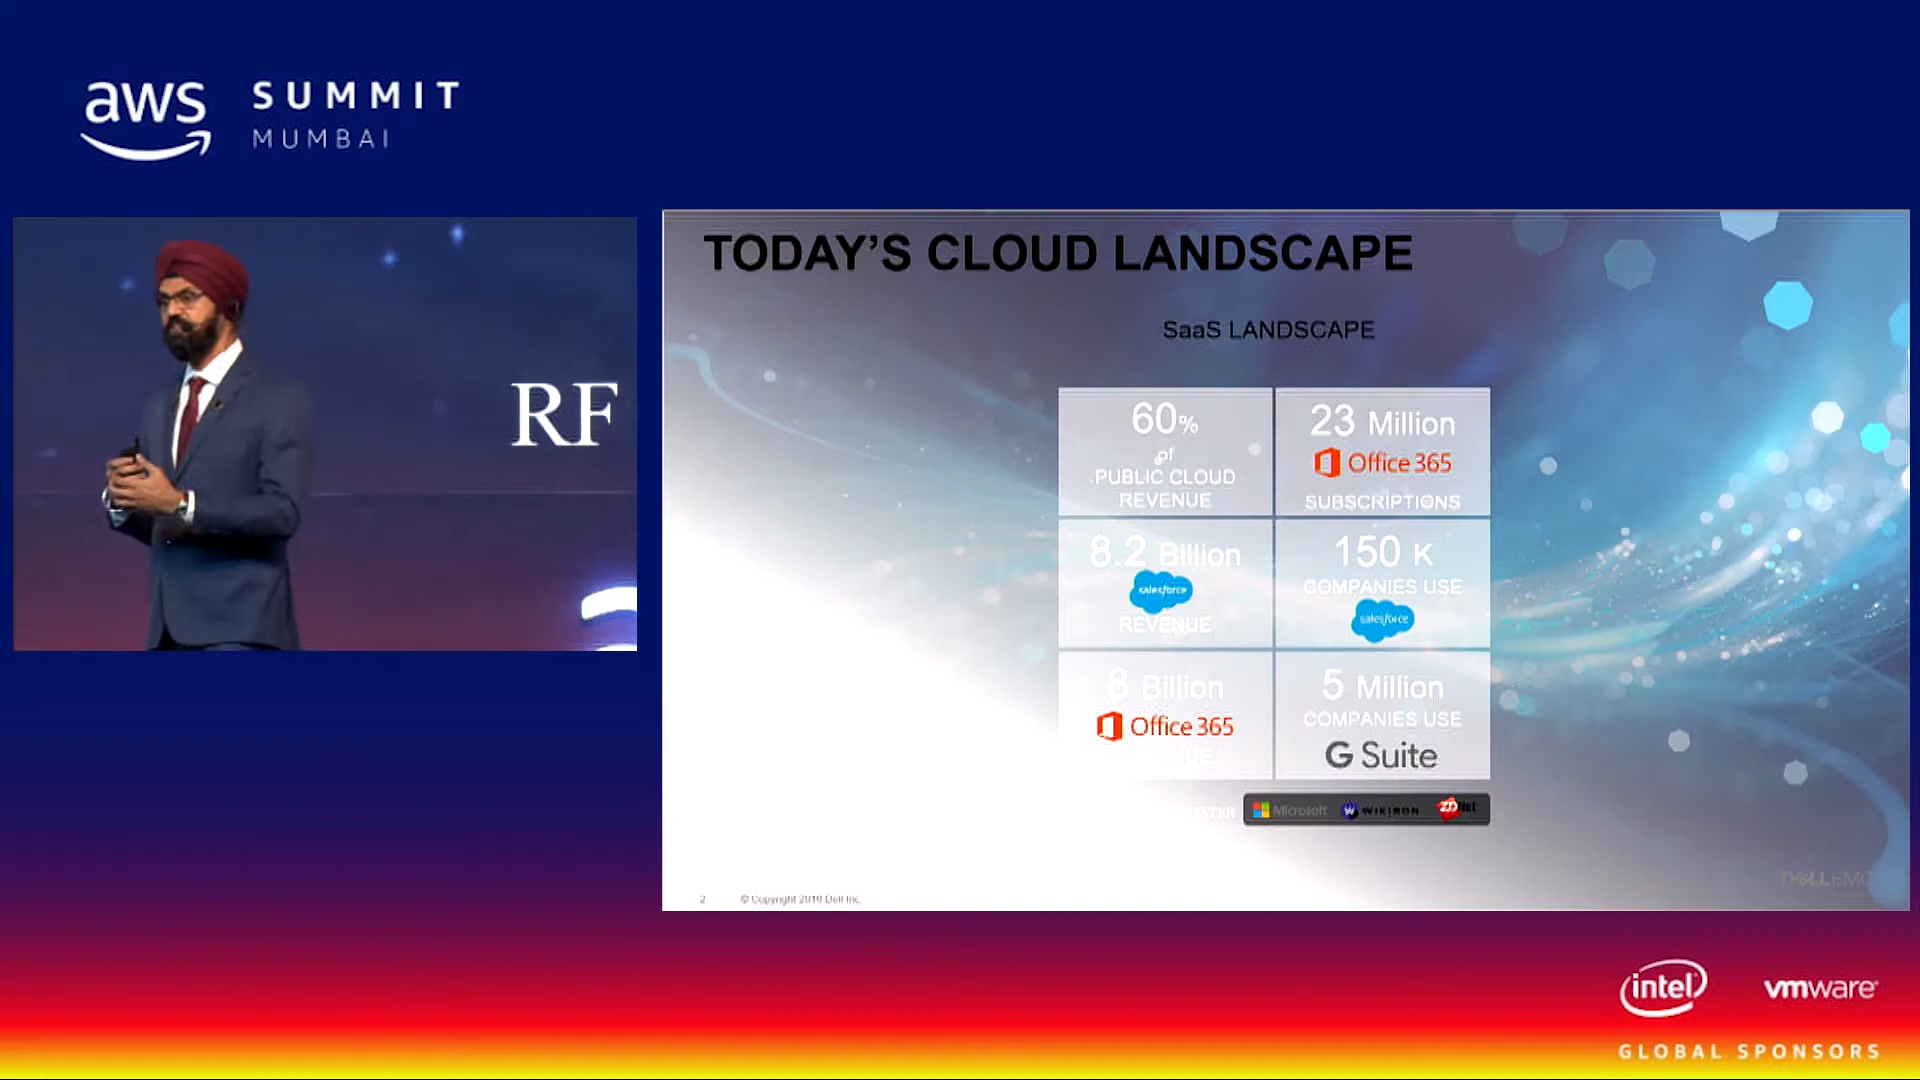 aws
SUMMIT
MUMBAI
RF
TODAY'S CLOUD LANDSCAPE
SaaS LANDSCAPE
60%
of
PUBLIC CLOUD
REVENUE
23 Million
Office 365
SUBSCRIPTIONS
8.2 Billion
salesforce
REVENUE
150 K
COMPANIES USE
salesforce
8 Billion
Office 365
5 Million
COMPANIES USE
G Suite
Microsoft
WIKIBON
ZDNet
DELLEMC
2
© Copyright Dell Inc.
intel
vmware
GLOBAL SPONSORS